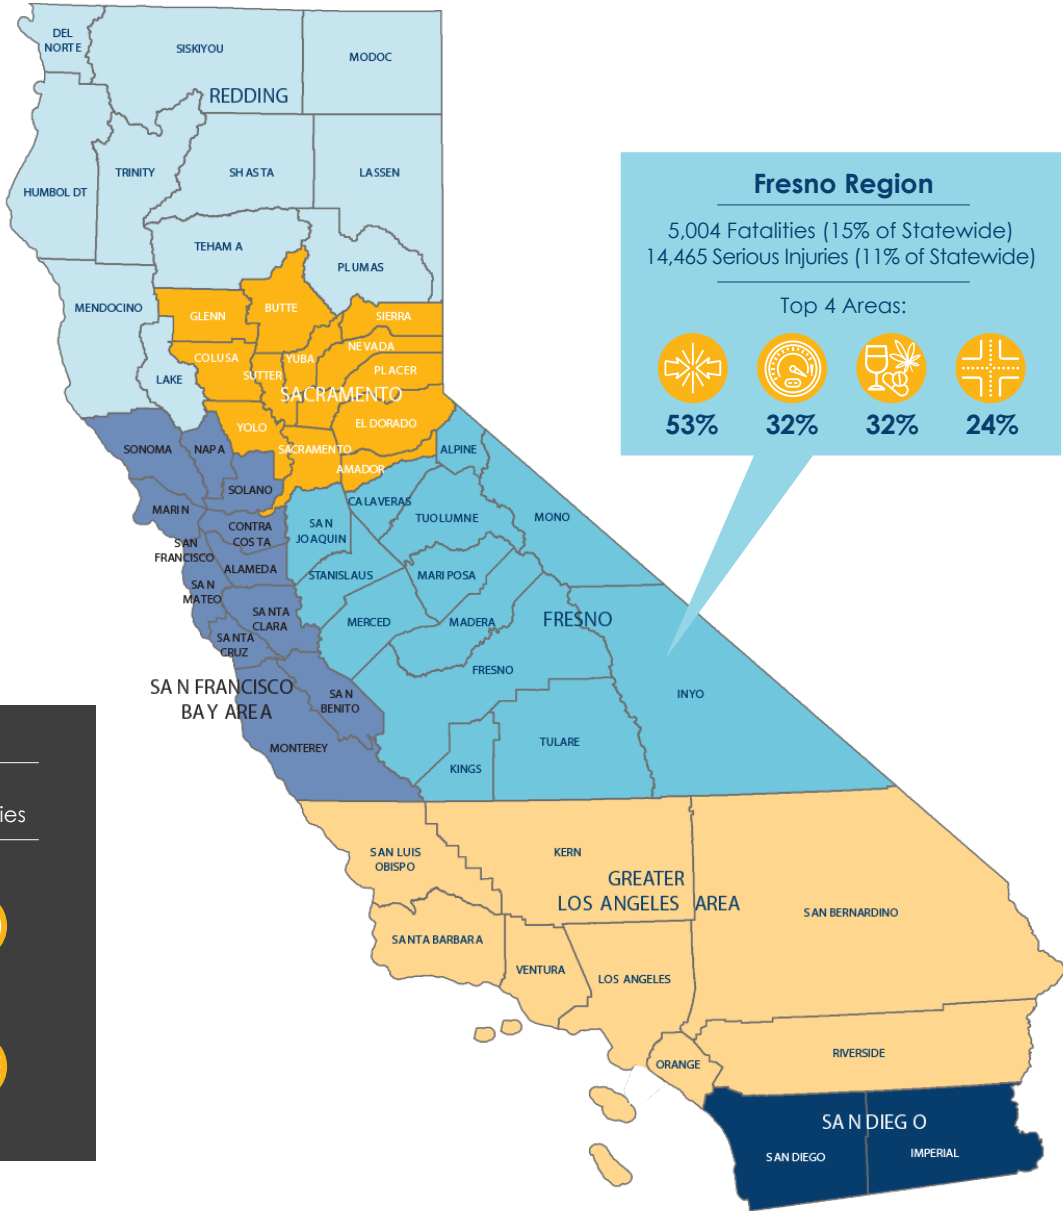 DEL
NORTE
SISKIYOU
MODOC
REDDING
HUMBOLDT
TRINITY
SHASTA
LASSEN
TEHAMA
PLUMAS
MENDOCINO
LAKE
GLENN
BUTTE
SIERRA
COLUSA
SUTTER
YUBA
NEVADA
PLACER
SACRAMENTO
YOLO
EL DORADO
SACRAMENTO
AMADOR
SONOMA
NAPA
SOLANO
MARIN
CONTRA
COSTA
SAN
FRANCISCO
ALAMEDA
SAN
MATEO
SANTA
CLARA
SANTA
CRUZ
SAN FRANCISCO
BAY AREA
SAN
BENITO
MONTEREY
ALPINE
CALAVERAS
TUOLUMNE
MONO
SAN
JOAQUIN
STANISLAUS
MARIPOSA
MERCED
MADERA
FRESNO
FRESNO
INYO
TULARE
KINGS
SAN LUIS
OBISPO
KERN
GREATER
LOS ANGELES AREA
SAN BERNARDINO
SANTA BARBARA
VENTURA
LOS ANGELES
ORANGE
RIVERSIDE
SAN DIEGO
SAN DIEGO
IMPERIAL
Fresno Region
5,004 Fatalities (15% of Statewide)
14,465 Serious Injuries (11% of Statewide)
Top 4 Areas:
53% 32% 32% 24%
ies